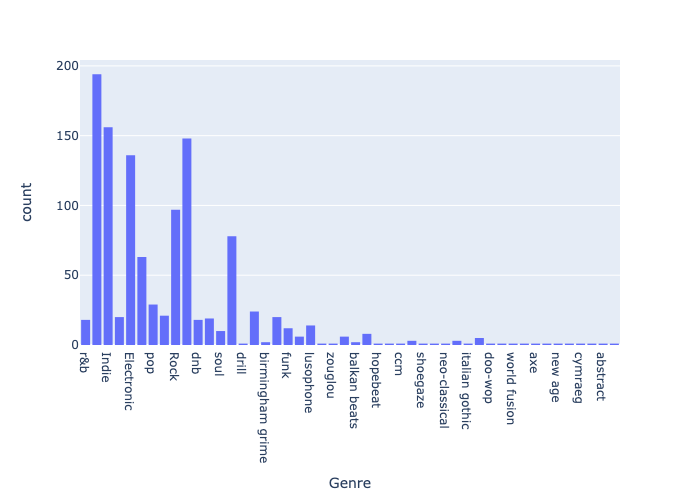 200
150
100
50
0
count
r&b
Indie
Electronic
pop
Rock
dnb
soul
drill
birmingham grime
funk
lusophone
zouglou
balkan beats
hopebeat
ccm
shoegaze
neo-classical
italian gothic
doo-wop
world fusion
axe
new age
cymraeg
abstract
Genre